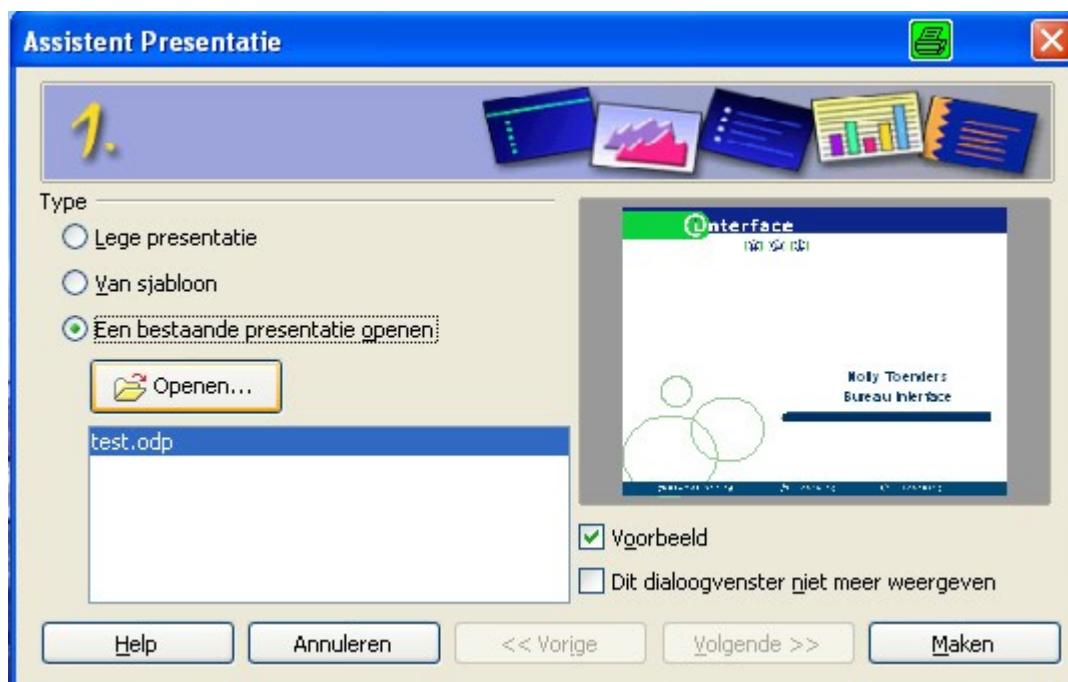 Assistent Presentatie
1.
Type
Lege presentatie
Van sjabloon
Een bestaande presentatie openen
Openen...
test.odp
@interface
Nolly Toenders
Bureau Interface
Voorbeeld
Dit dialoogvenster niet meer weergeven
Help
Annuleren
<< Vorige
Volgende >>
Maken